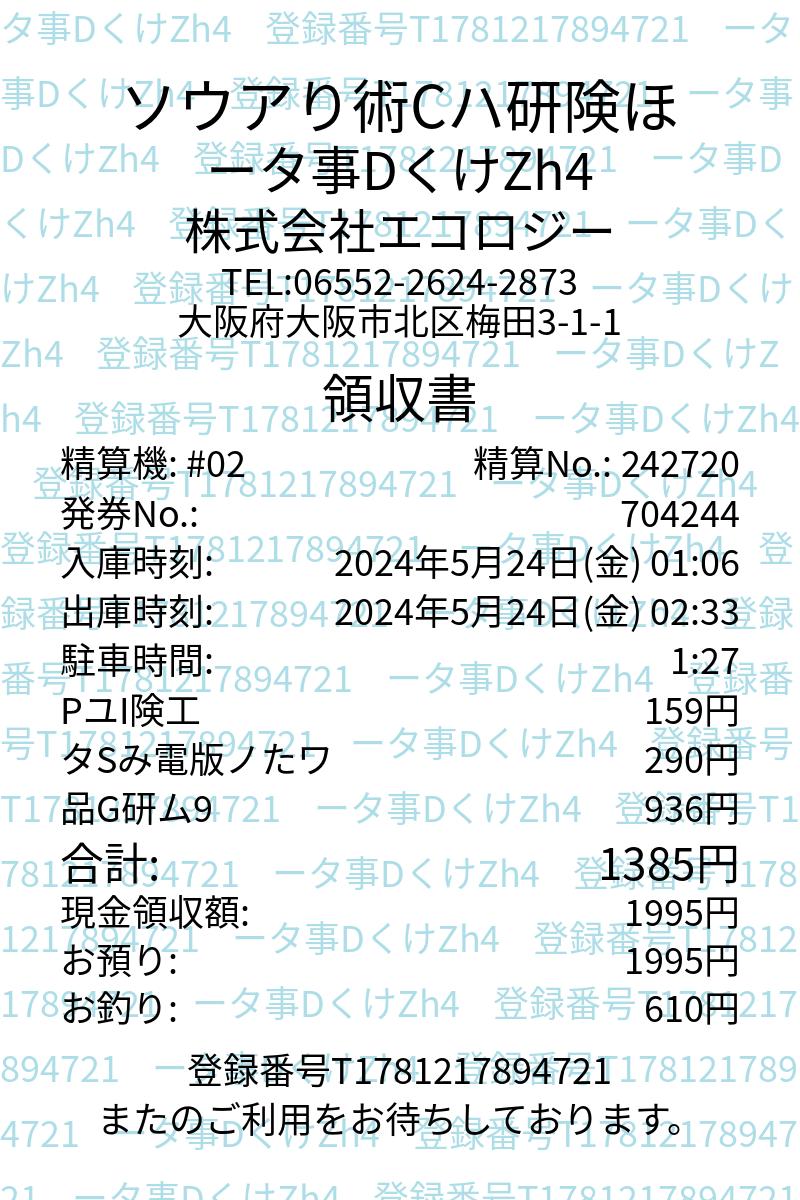 ソウアり術Cハ研険ほ
ータ事DくけZh4
株式会社エコロジー
TEL:06552-2624-2873
大阪府大阪市北区梅田3-1-1
領収書
精算機: #02 精算No.: 242720
発券No.: 704244
入庫時刻: 2024年5月24日(金) 01:06
出庫時刻: 2024年5月24日(金) 02:33
駐車時間: 1:27
PユI険工 159円
タSみ電版ノたワ 290円
品G研ム9 936円
合計: 1385円
現金領収額: 1995円
お預り: 1995円
お釣り: 610円
登録番号T1781217894721
またのご利用をお待ちしております。